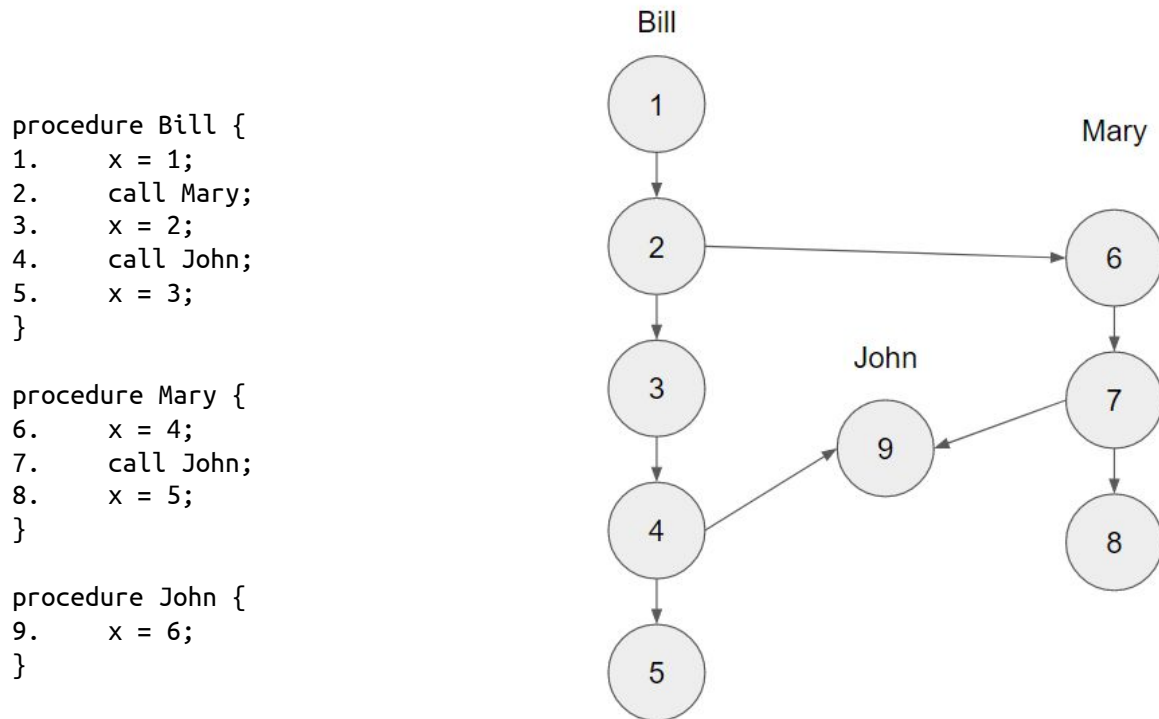 procedure Bill {
1. x = 1;
2. call Mary;
3. x = 2;
4. call John;
5. x = 3;
}
procedure Mary {
6. x = 4;
7. call John;
8. x = 5;
}
procedure John {
9. x = 6;
}
Bill
1
Mary
2
6
3
John
7
9
4
8
5